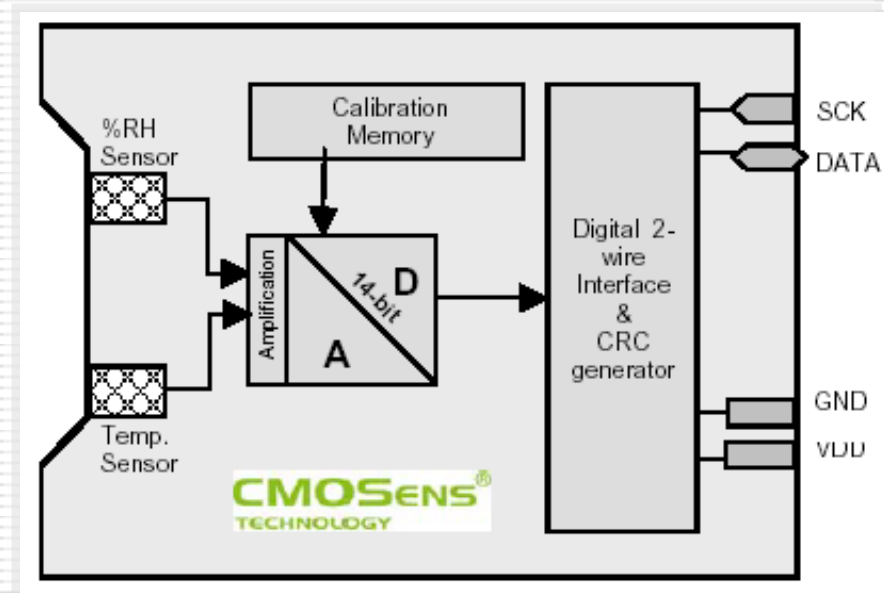 %RH
Sensor
Calibration
Memory
SCK
DATA
Digital 2-
wire
Interface
&
CRC
generator
Amplification
14-bit
D
A
GND
VDD
Temp.
Sensor
CMOSENS®
TECHNOLOGY